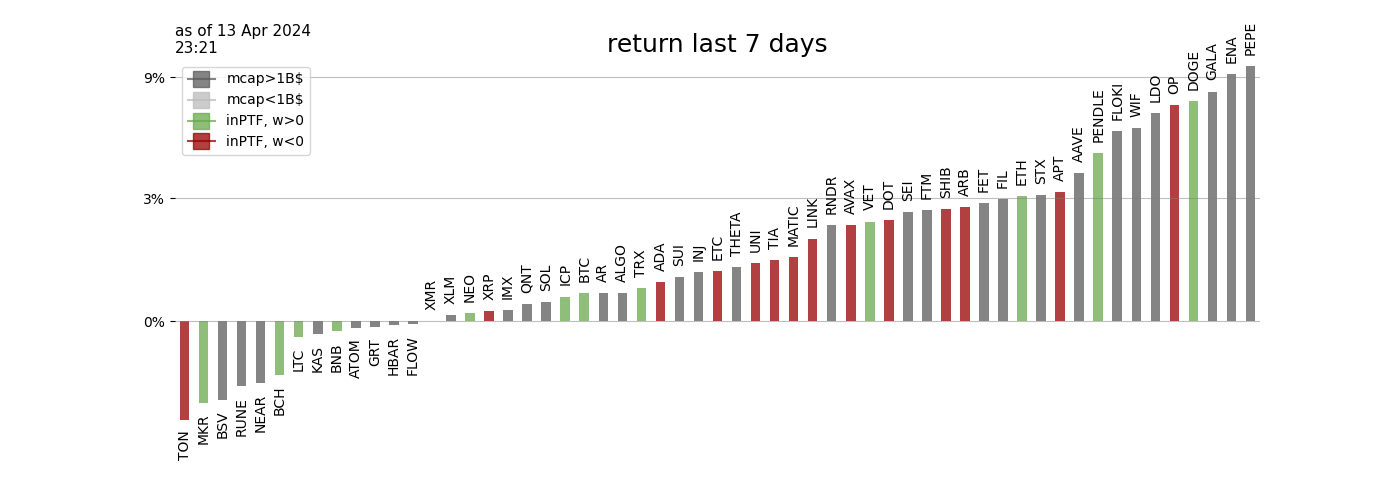 as of 13 Apr 2024
23:21
return last 7 days
mcap>1B$
mcap<1B$
inPTF, w>0
inPTF, w<0
9%
3%
0%
TON
MKR
BSV
RUNE
NEAR
BCH
LTC
KAS
BNB
ATOM
GRT
HBAR
FLOW
XMR
XLM
NEO
XRP
IMX
QNT
SOL
ICP
BTC
AR
ALGO
TRX
ADA
SUI
INJ
ETC
THETA
UNI
TIA
MATIC
LINK
RNDR
AVAX
VET
DOT
SEI
FTM
SHIB
ARB
FET
FIL
ETH
STX
APT
AAVE
PENDLE
FLOKI
WIF
LDO
OP
DOGE
GALA
ENA
PEPE